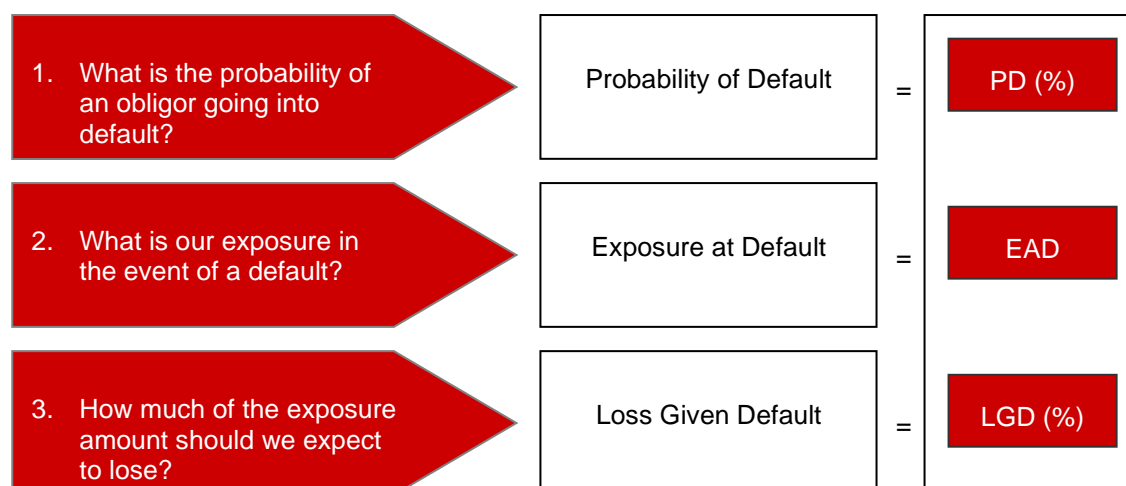 1. What is the probability of
an obligor going into
default?
Probability of Default
=
PD (%)
2. What is our exposure in
the event of a default?
Exposure at Default
=
EAD
3. How much of the exposure
amount should we expect
to lose?
Loss Given Default
=
LGD (%)